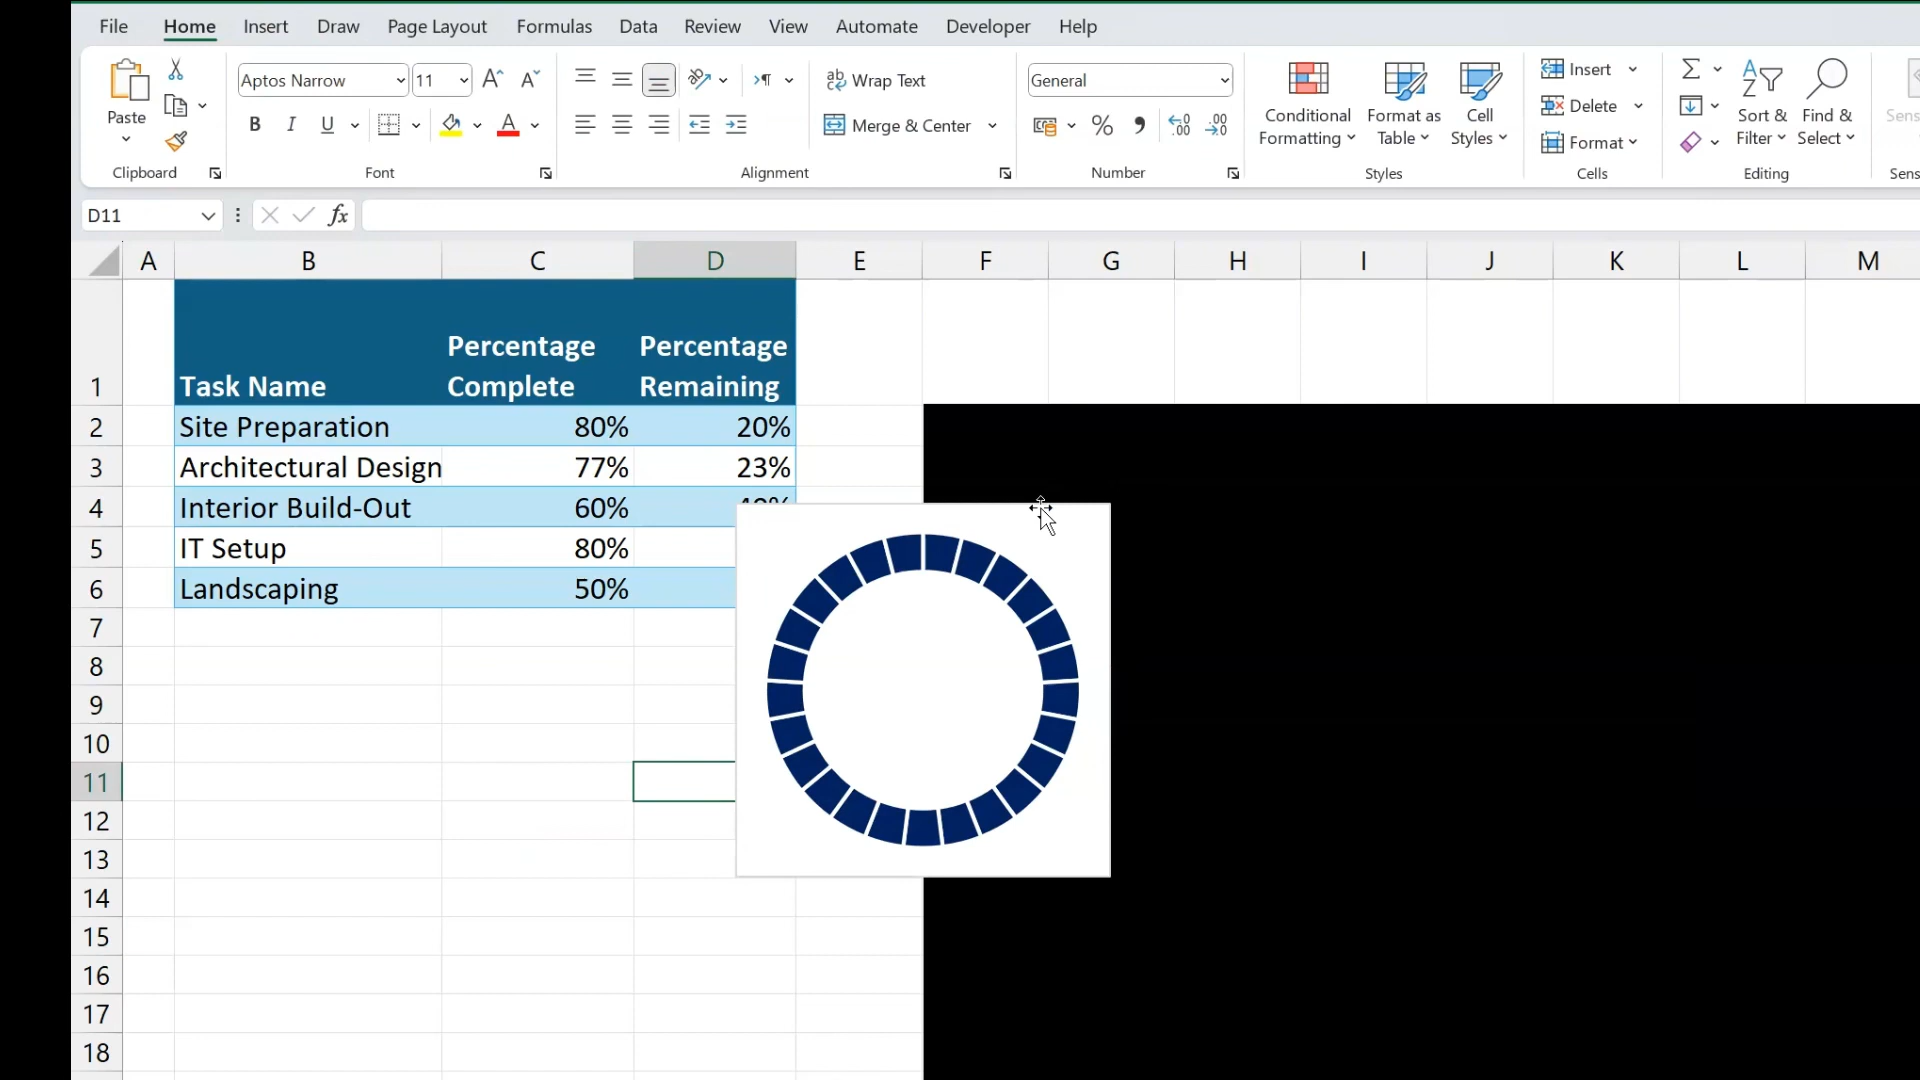 File Home Insert Draw Page Layout Formulas Data Review View Automate Developer Help
Aptos Narrow 11 Wrap Text General Insert Σ
Paste B I U A Merge & Center % Conditional Formatting Format as Table Cell Styles Delete Format Sort & Filter Find & Select Sens
Clipboard Font Alignment Number Styles Cells Editing Sens
D11 fx
A B C D E F G H I J K L M
Percentage Percentage
1 Task Name Complete Remaining
2 Site Preparation 80% 20%
3 Architectural Design 77% 23%
4 Interior Build-Out 60% 40%
5 IT Setup 80%
6 Landscaping 50%
7
8
9
10
11
12
13
14
15
16
17
18